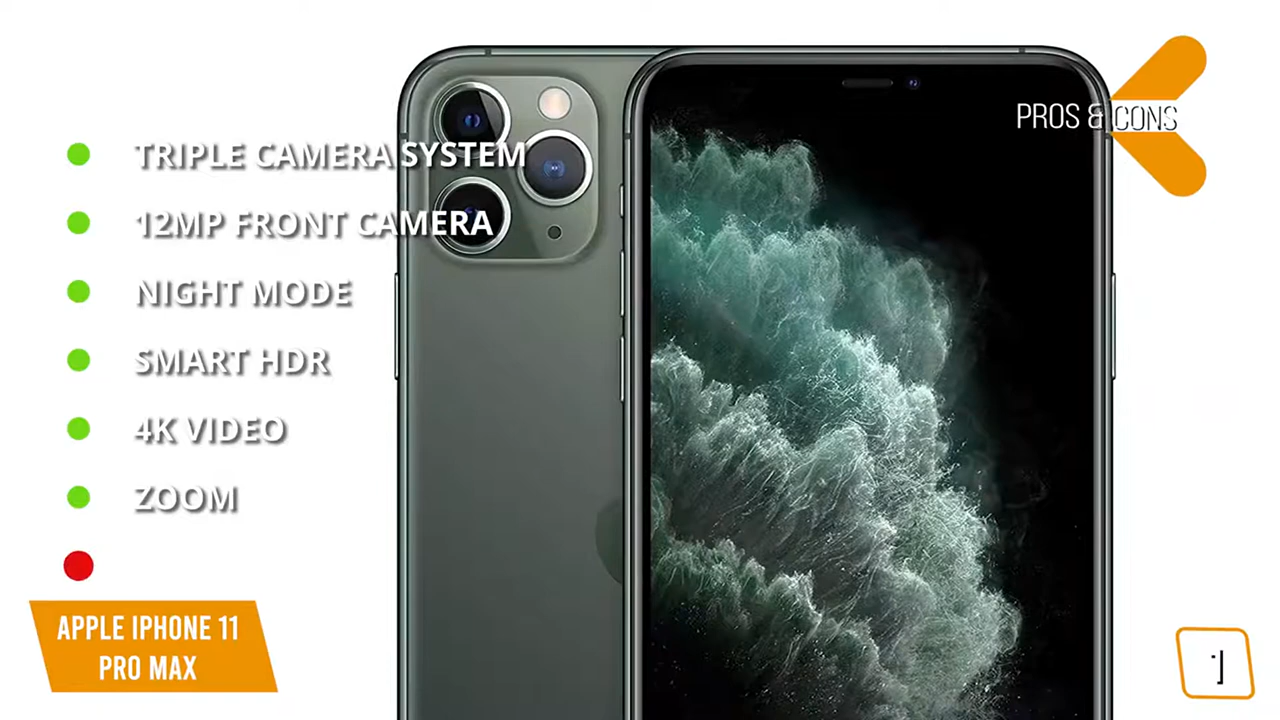 PROS & CONS
TRIPLE CAMERA SYSTEM
12MP FRONT CAMERA
NIGHT MODE
SMART HDR
4K VIDEO
ZOOM
APPLE IPHONE 11
PRO MAX